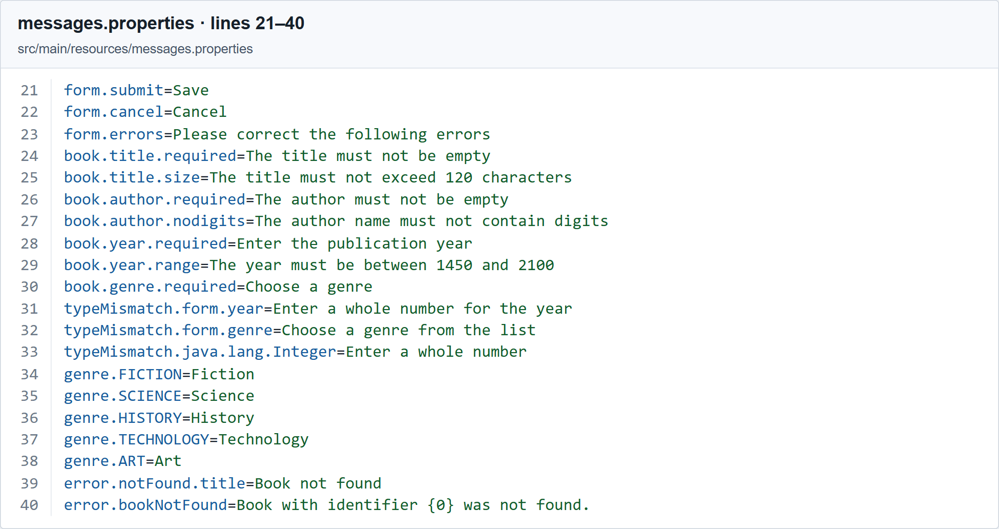 messages.properties · lines 21–40
src/main/resources/messages.properties
21 form.submit=Save
22 form.cancel=Cancel
23 form.errors=Please correct the following errors
24 book.title.required=The title must not be empty
25 book.title.size=The title must not exceed 120 characters
26 book.author.required=The author must not be empty
27 book.author.nodigits=The author name must not contain digits
28 book.year.required=Enter the publication year
29 book.year.range=The year must be between 1450 and 2100
30 book.genre.required=Choose a genre
31 typeMismatch.form.year=Enter a whole number for the year
32 typeMismatch.form.genre=Choose a genre from the list
33 typeMismatch.java.lang.Integer=Enter a whole number
34 genre.FICTION=Fiction
35 genre.SCIENCE=Science
36 genre.HISTORY=History
37 genre.TECHNOLOGY=Technology
38 genre.ART=Art
39 error.notFound.title=Book not found
40 error.bookNotFound=Book with identifier {0} was not found.